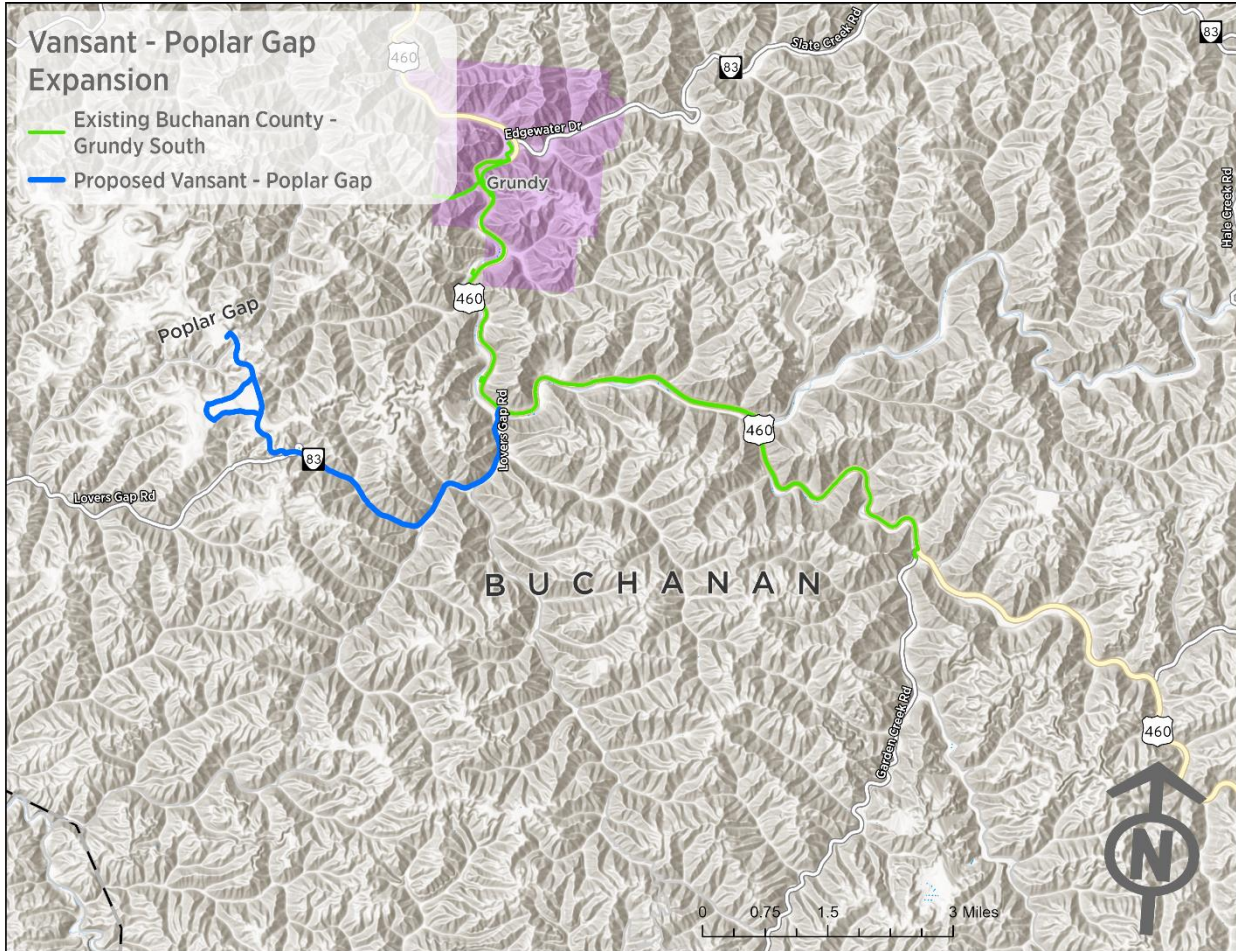 Vansant - Poplar Gap
Expansion
Existing Buchanan County -
Grundy South
Proposed Vansant - Poplar Gap
460
83
83
Slate Creek Rd
Edgewater Dr
Grundy
Hale Creek Rd
460
Poplar Gap
Lovers Gap Rd
460
83
Lovers Gap Rd
BUCHANAN
Garden Creek Rd
460
N
0 0.75 1.5 3 Miles